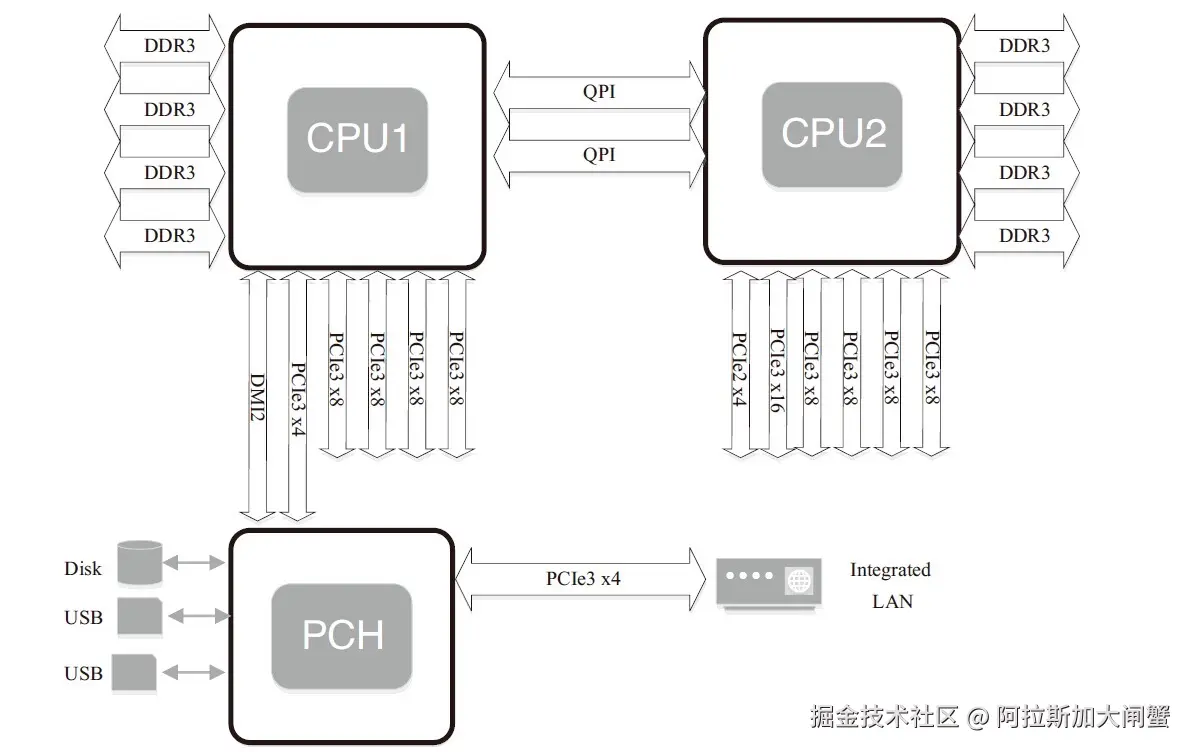 DDR3
DDR3
DDR3
DDR3
CPU1
QPI
QPI
CPU2
DDR3
DDR3
DDR3
DDR3
DMI2
PCIe3 x4
PCIe3 x8
PCIe3 x8
PCIe3 x8
PCIe3 x8
PCIe2 x4
PCIe3 x16
PCIe3 x8
PCIe3 x8
PCIe3 x8
PCIe3 x8
Disk
USB
USB
PCH
PCIe3 x4
Integrated
LAN
掘金技术社区 @ 阿拉斯加大闸蟹